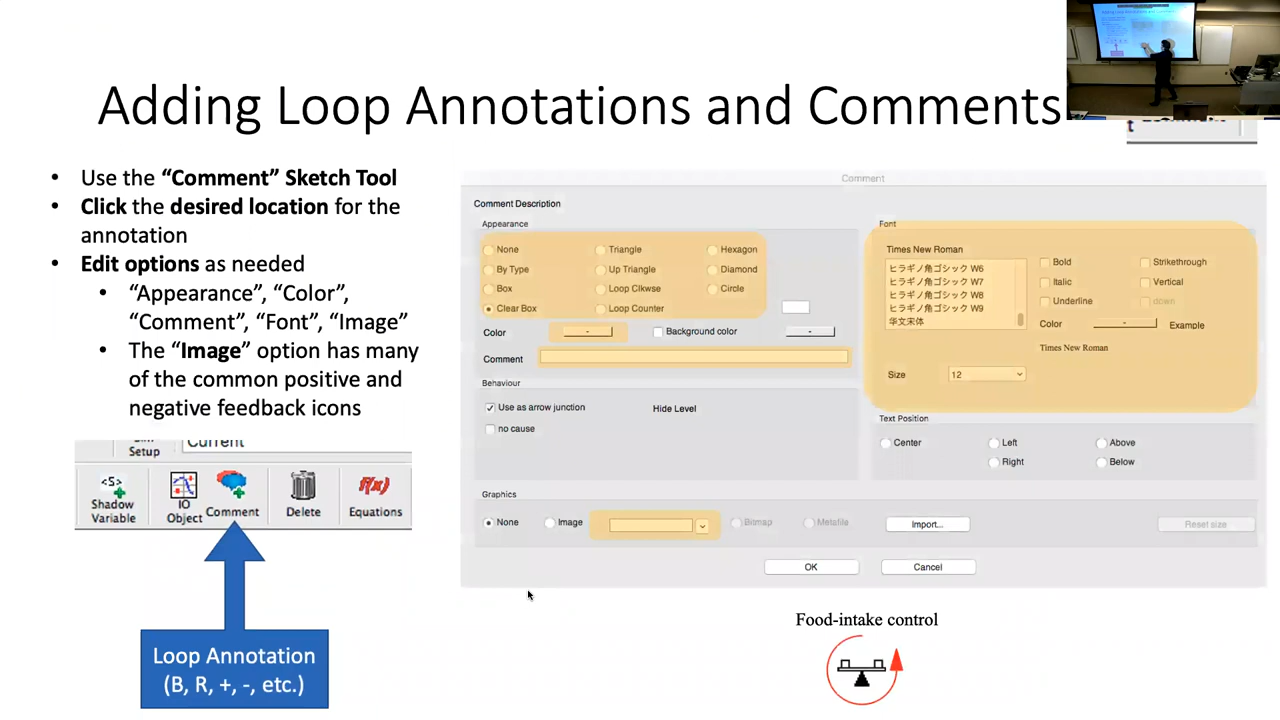 Adding Loop Annotations and Comments
• Use the “Comment” Sketch Tool
• Click the desired location for the
annotation
• Edit options as needed
• “Appearance”, “Color”,
“Comment”, “Font”, “Image”
• The “Image” option has many
of the common positive and
negative feedback icons
Setup
Current
<S>
Shadow
Variable
IO
Object
Comment
Delete
f(x)
Equations
Loop Annotation
(B, R, +, -, etc.)
Comment
Comment Description
Appearance
None
Triangle
Hexagon
By Type
Up Triangle
Diamond
Box
Loop Clkwse
Circle
Clear Box
Loop Counter
Color
-
Background color
-
Comment
Behaviour
Use as arrow junction
Hide Level
no cause
Font
Times New Roman
ヒラギノ角ゴシック W6
ヒラギノ角ゴシック W7
ヒラギノ角ゴシック W8
ヒラギノ角ゴシック W9
华文宋体
Bold
Strikethrough
Italic
Vertical
Underline
down
Color
-
Example
Times New Roman
Size
12
Text Position
Center
Left
Above
Right
Below
Graphics
None
Image
Bitmap
Metafile
Import...
Reset size
OK
Cancel
Food-intake control